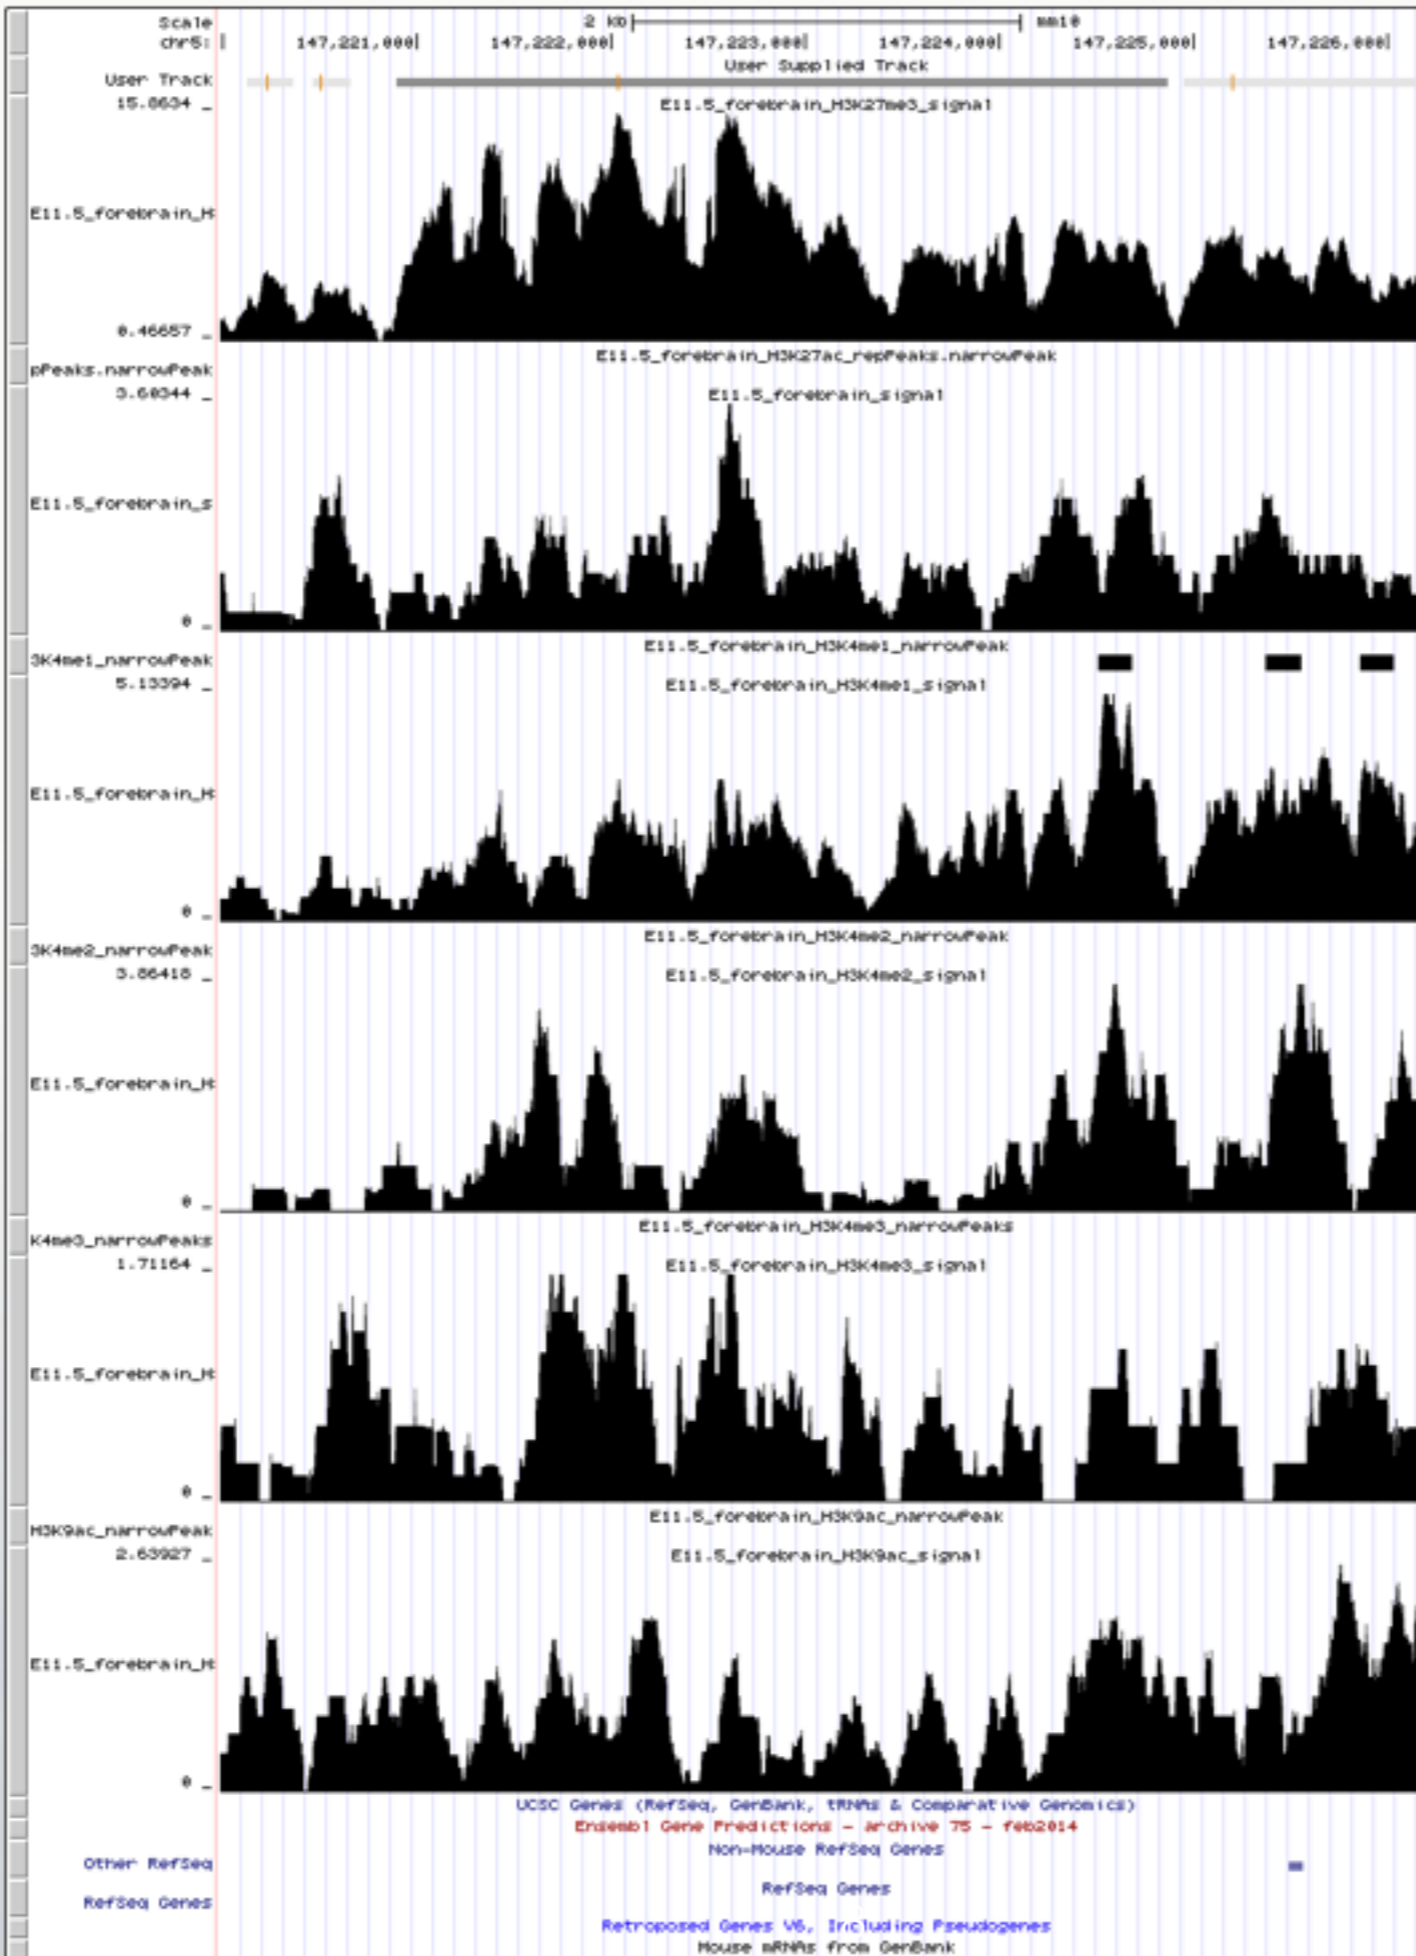 Scale 2 kb mm10
chr5: 147,221,000 147,222,000 147,223,000 147,224,000 147,225,000 147,226,000
User Supplied Track
User Track
15.8634 _ E11.5_forebrain_H3K27me3_signal
E11.5_forebrain_H
0.46657 _
E11.5_forebrain_H3K27ac_repPeaks.narrowPeak
pPeaks.narrowPeak
3.60344 _ E11.5_forebrain_signal
E11.5_forebrain_s
0 _
E11.5_forebrain_H3K4me1_narrowPeak
3K4me1_narrowPeak
5.13394 _ E11.5_forebrain_H3K4me1_signal
E11.5_forebrain_H
0 _
E11.5_forebrain_H3K4me2_narrowPeak
3K4me2_narrowPeak
3.86418 _ E11.5_forebrain_H3K4me2_signal
E11.5_forebrain_H
0 _
E11.5_forebrain_H3K4me3_narrowPeaks
K4me3_narrowPeaks
1.71164 _ E11.5_forebrain_H3K4me3_signal
E11.5_forebrain_H
0 _
E11.5_forebrain_H3K9ac_narrowPeak
H3K9ac_narrowPeak
2.63927 _ E11.5_forebrain_H3K9ac_signal
E11.5_forebrain_H
0 _
UCSC Genes (RefSeq, GenBank, tRNAs & Comparative Genomics)
Ensembl Gene Predictions - archive 75 - feb2014
Non-Mouse RefSeq Genes
Other RefSeq
RefSeq Genes
RefSeq Genes
Retroposed Genes V6, Including Pseudogenes
Mouse mRNAs from GenBank